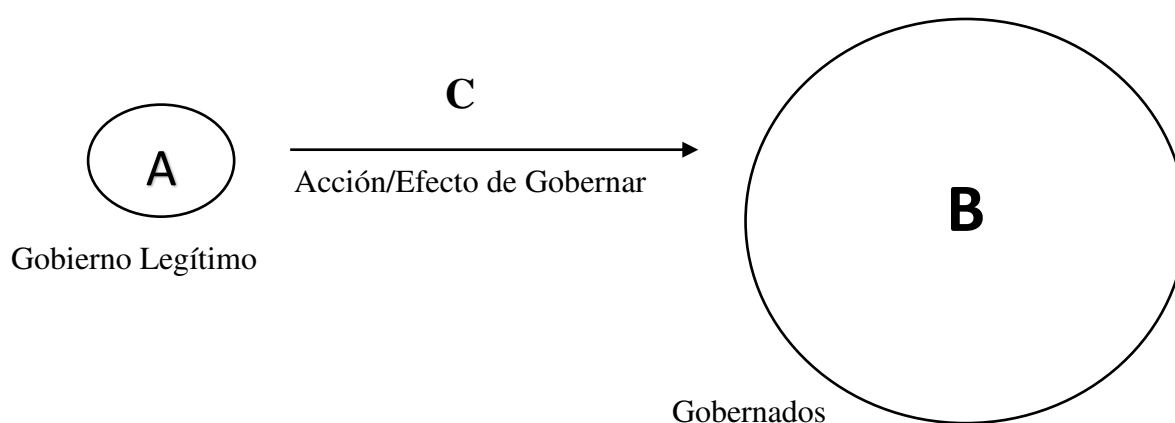 C
A
Acción/Efecto de Gobernar
B
Gobierno Legítimo
Gobernados